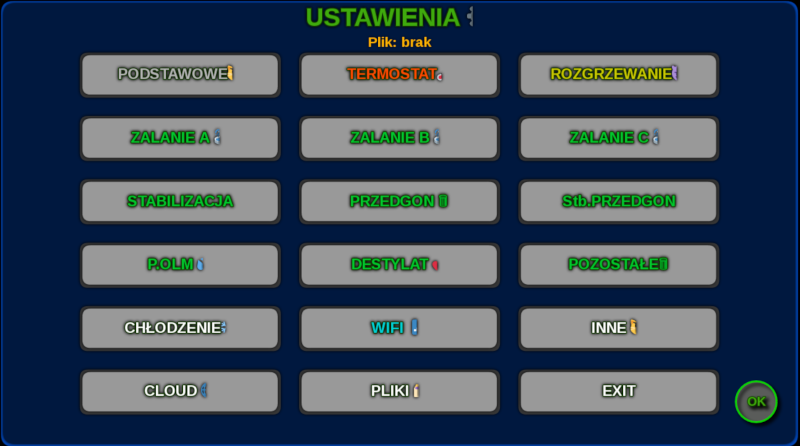 USTAWIENIA
Plik: brak
PODSTAWOWE
TERMOSTAT
ROZGRZEWANIE
ZALANIE A
ZALANIE B
ZALANIE C
STABILIZACJA
PRZEDGON
Stb.PRZEDGON
P.OLM
DESTYLAT
POZOSTAŁE
CHŁODZENIE
WIFI
INNE
CLOUD
PLIKI
EXIT
OK